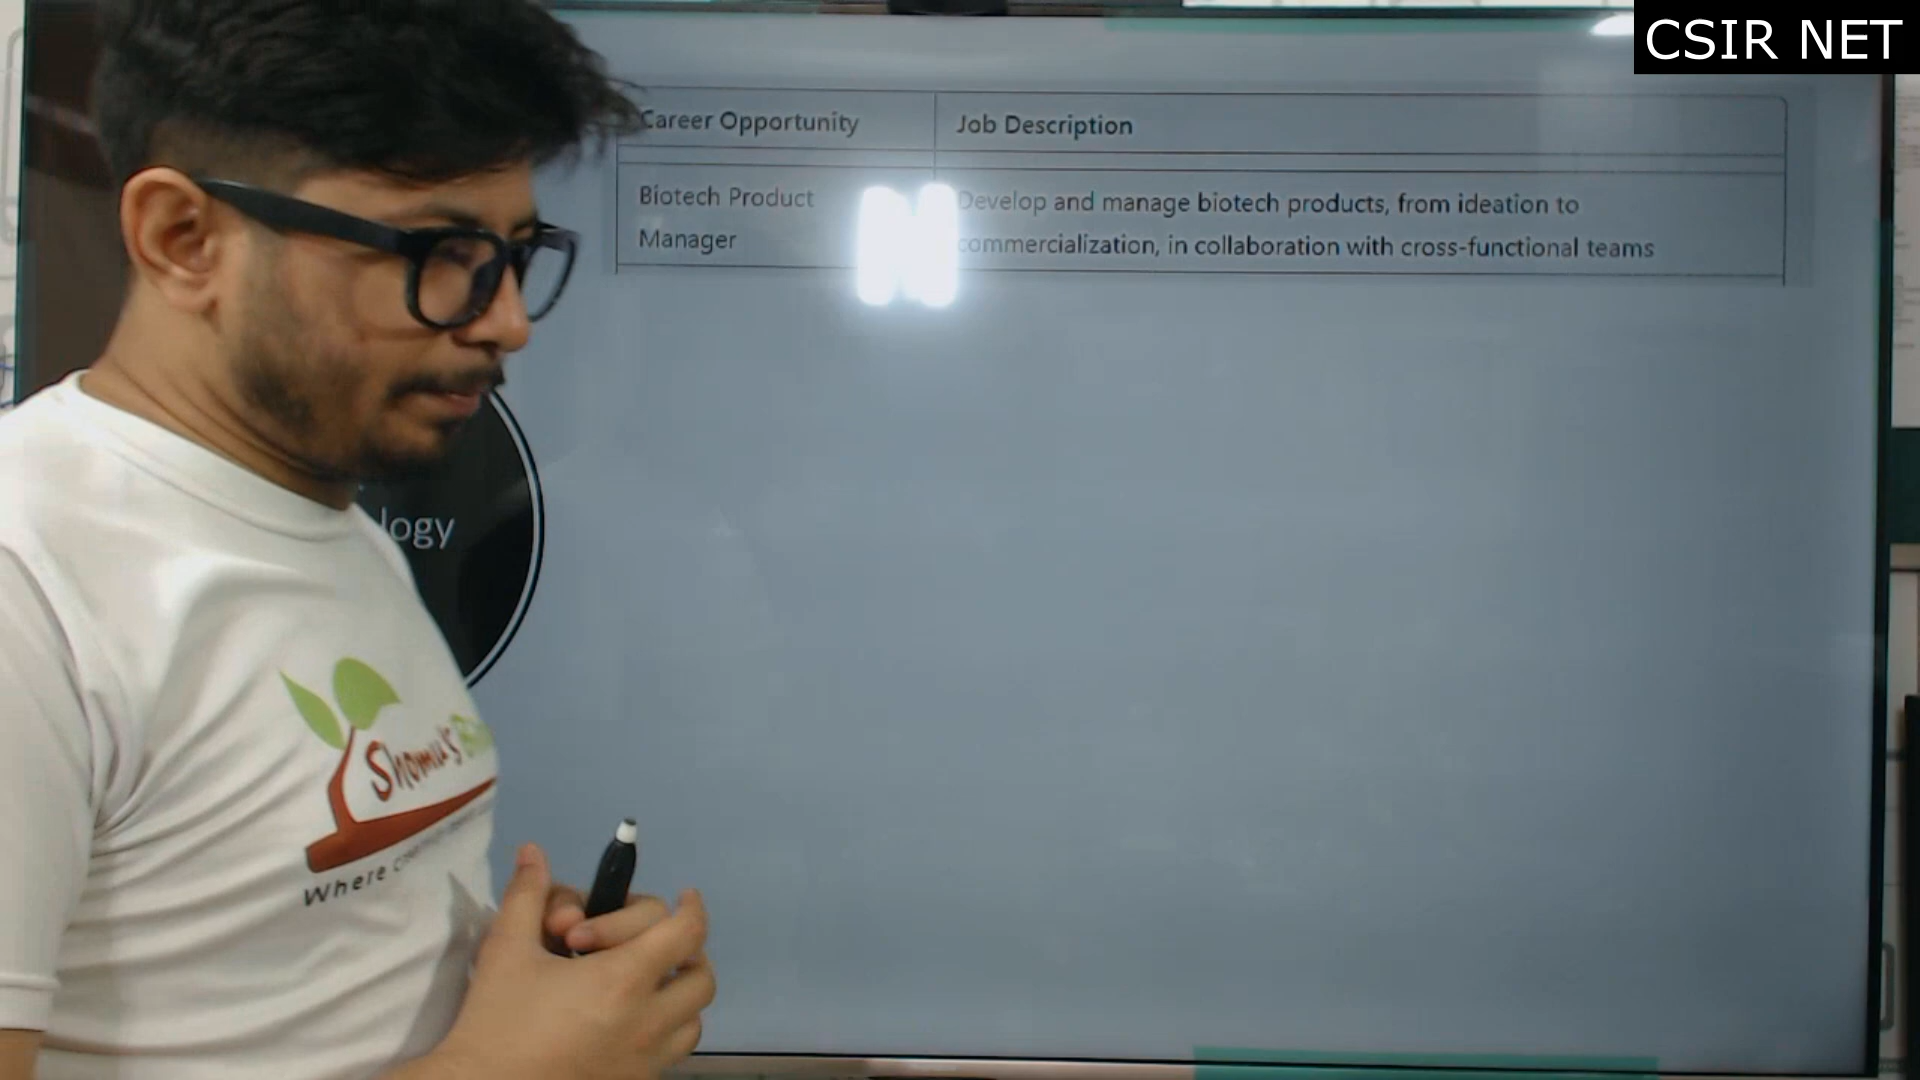 CSIR NET
Career Opportunity
Job Description
Biotech Product
Manager
Develop and manage biotech products, from ideation to
commercialization, in collaboration with cross-functional teams
logy
Shomu's
Where